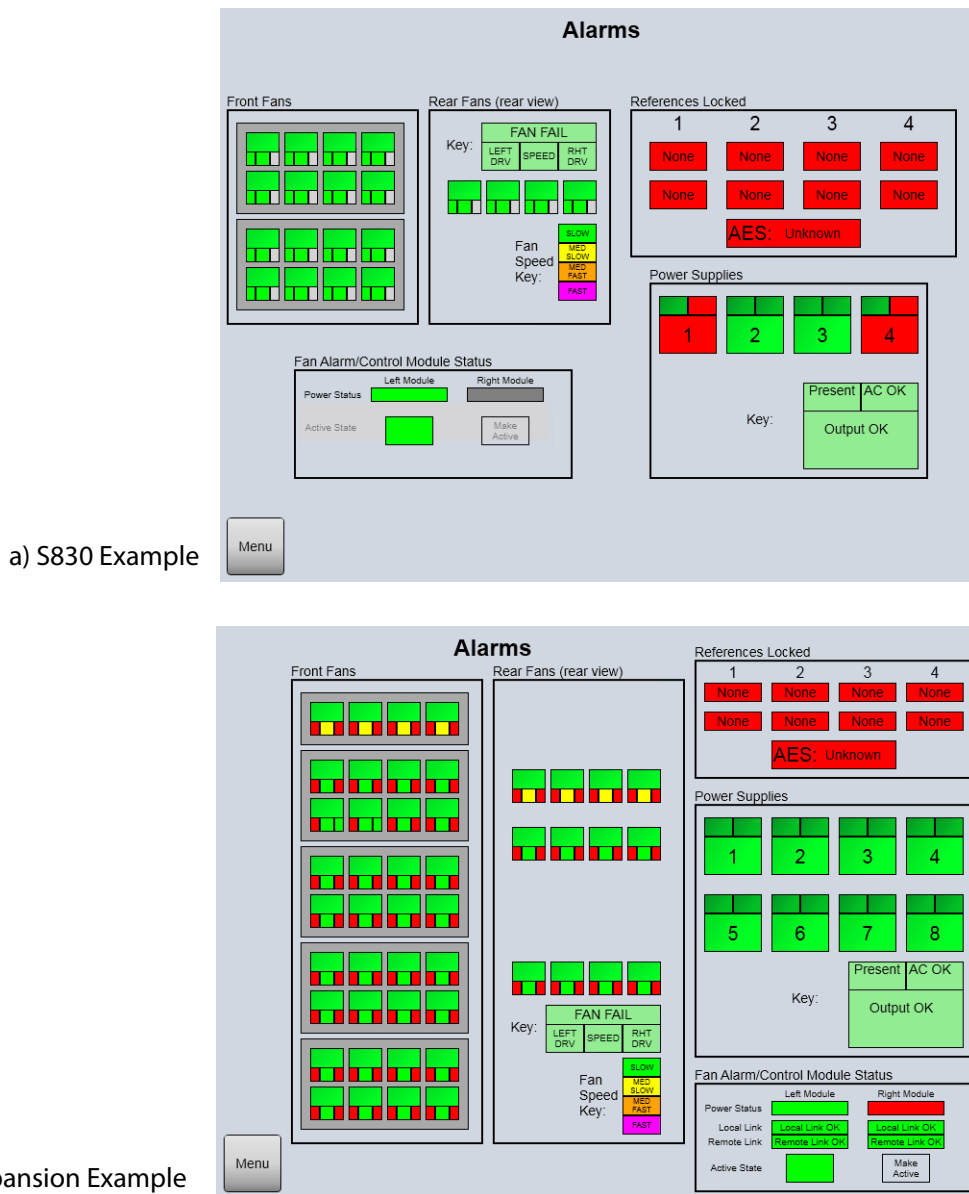 Alarms
Front Fans
Rear Fans (rear view)
References Locked
Key:
FAN FAIL
LEFT DRV
SPEED
RHT DRV
1 2 3 4
None None None None
None None None None
AES: Unknown
Fan Speed Key:
SLOW
MED SLOW
MED FAST
FAST
Power Supplies
1 2 3 4
Key:
Present AC OK
Output OK
Fan Alarm/Control Module Status
Left Module Right Module
Power Status
Active State
Make Active
Menu
a) S830 Example
Alarms
Front Fans
Rear Fans (rear view)
References Locked
1 2 3 4
None None None None
None None None None
AES: Unknown
Power Supplies
1 2 3 4
5 6 7 8
Key:
Present AC OK
Output OK
Key:
FAN FAIL
LEFT DRV
SPEED
RHT DRV
Fan Speed Key:
SLOW
MED SLOW
MED FAST
FAST
Fan Alarm/Control Module Status
Left Module Right Module
Power Status
Local Link Local Link OK Local Link OK
Remote Link Remote Link OK Remote Link OK
Active State
Make Active
Menu
Example